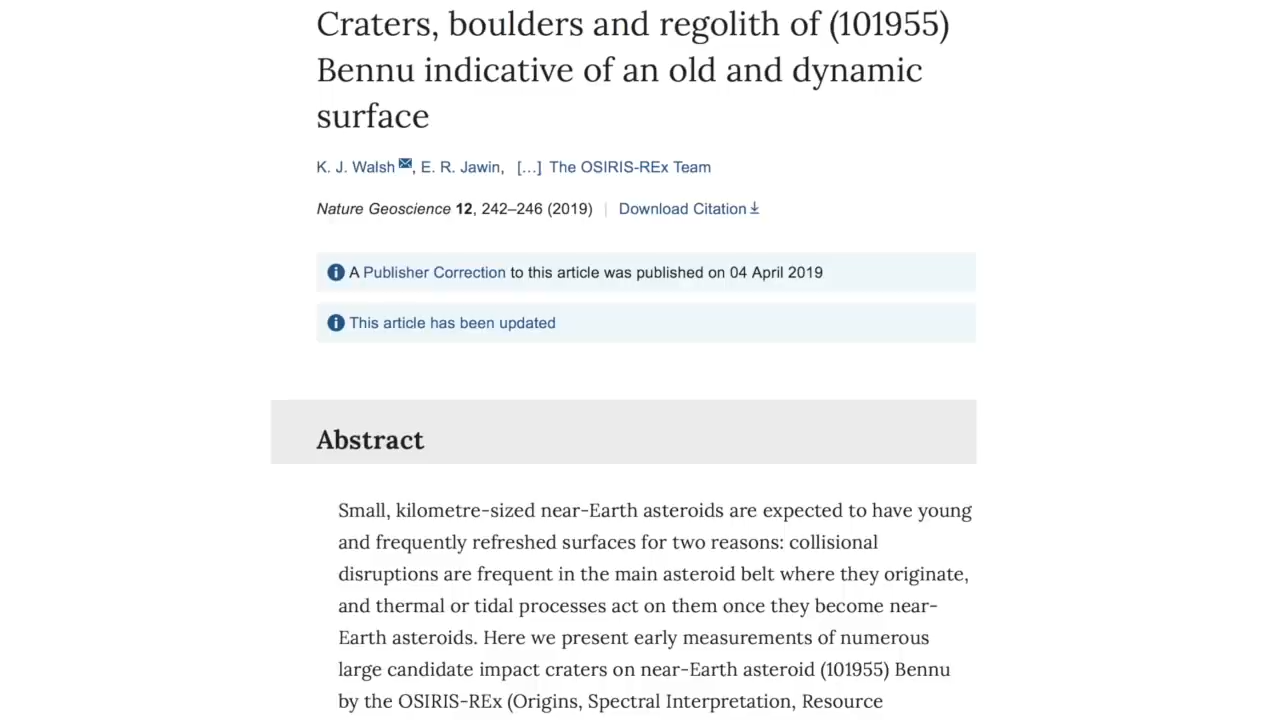 Craters, boulders and regolith of (101955)
Bennu indicative of an old and dynamic
surface
K. J. Walsh, E. R. Jawin, [...] The OSIRIS-REx Team
Nature Geoscience 12, 242–246 (2019) | Download Citation
A Publisher Correction to this article was published on 04 April 2019
This article has been updated
Abstract
Small, kilometre-sized near-Earth asteroids are expected to have young
and frequently refreshed surfaces for two reasons: collisional
disruptions are frequent in the main asteroid belt where they originate,
and thermal or tidal processes act on them once they become near-
Earth asteroids. Here we present early measurements of numerous
large candidate impact craters on near-Earth asteroid (101955) Bennu
by the OSIRIS-REx (Origins, Spectral Interpretation, Resource